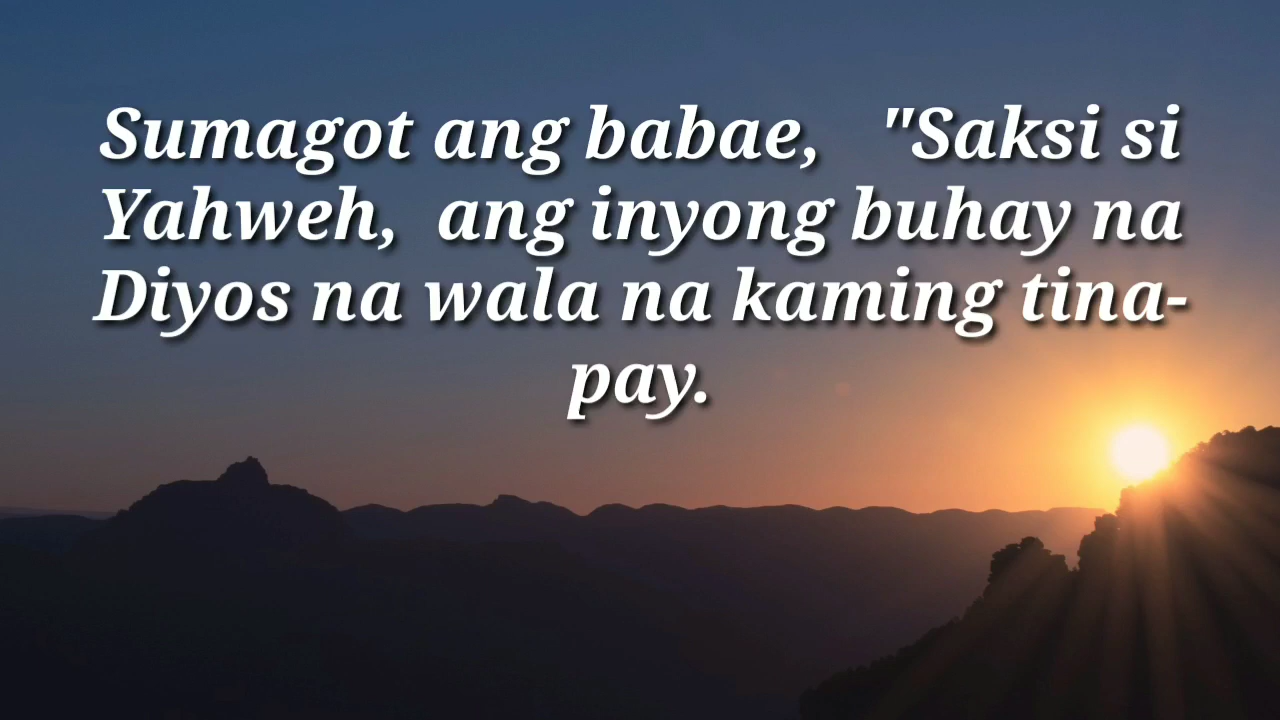 Sumagot ang babae,   "Saksi si
Yahweh,  ang inyong buhay na
Diyos na wala na kaming tina-
pay.